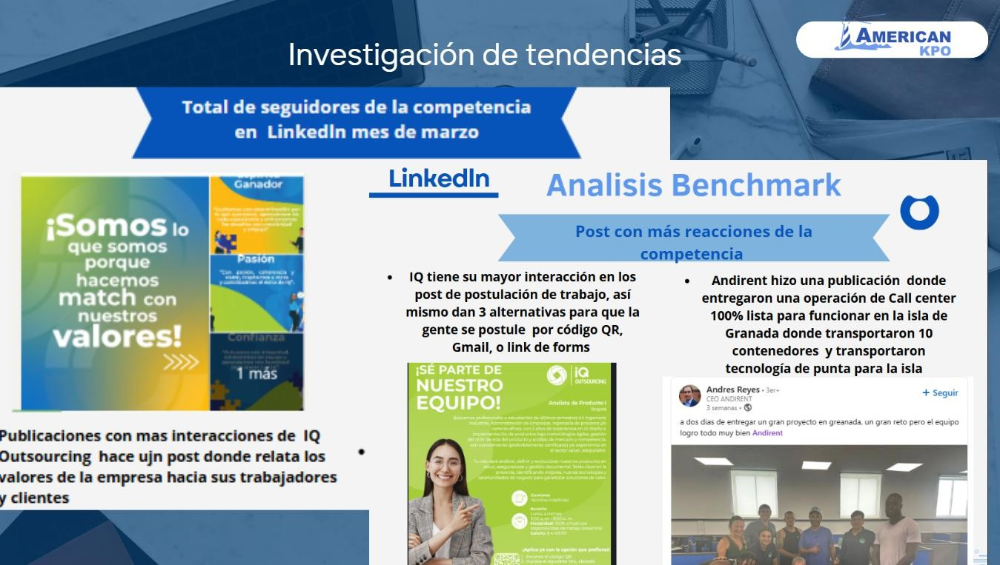 Investigación de tendencias
AMERICAN
KPO
Total de seguidores de la competencia
en LinkedIn mes de marzo
¡Somos lo
que somos
porque
hacemos
match con
nuestros
valores!
Ganador
Pasión
Confianza
1 más
Publicaciones con mas interacciones de IQ
Outsourcing hace ujn post donde relata los
valores de la empresa hacia sus trabajadores
y clientes
LinkedIn
Analisis Benchmark
Post con más reacciones de la
competencia
• IQ tiene su mayor interacción en los
post de postulación de trabajo, así
mismo dan 3 alternativas para que la
gente se postule por código QR,
Gmail, o link de forms
¡SÉ PARTE DE
NUESTRO
EQUIPO!
iQ
OUTSOURCING
Analista de Producto I
Bogotá
Contrato:
Término indefinido
Horario:
Lunes a viernes
¡Aplica ya con la opción que prefieras!
• Andirent hizo una publicación donde
entregaron una operación de Call center
100% lista para funcionar en la isla de
Granada donde transportaron 10
contenedores y transportaron
tecnología de punta para la isla
Andres Reyes • 3er+
CEO ANDIRENT
3 semanas •
+ Seguir
a dos dias de entregar un gran proyecto en greanada, un gran reto pero el equipo
logro todo muy bien Andirent